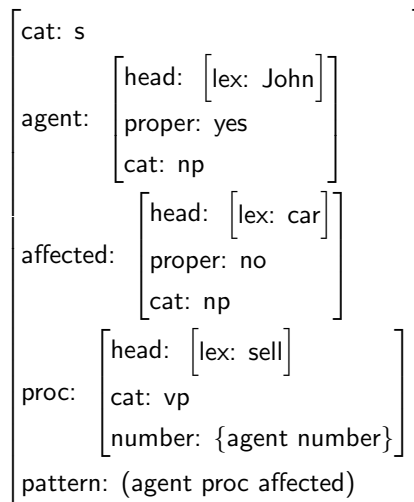 cat: s
head: [lex: John]
agent: proper: yes
cat: np
head: [lex: car]
affected: proper: no
cat: np
head: [lex: sell]
proc: cat: vp
number: {agent number}
pattern: (agent proc affected)